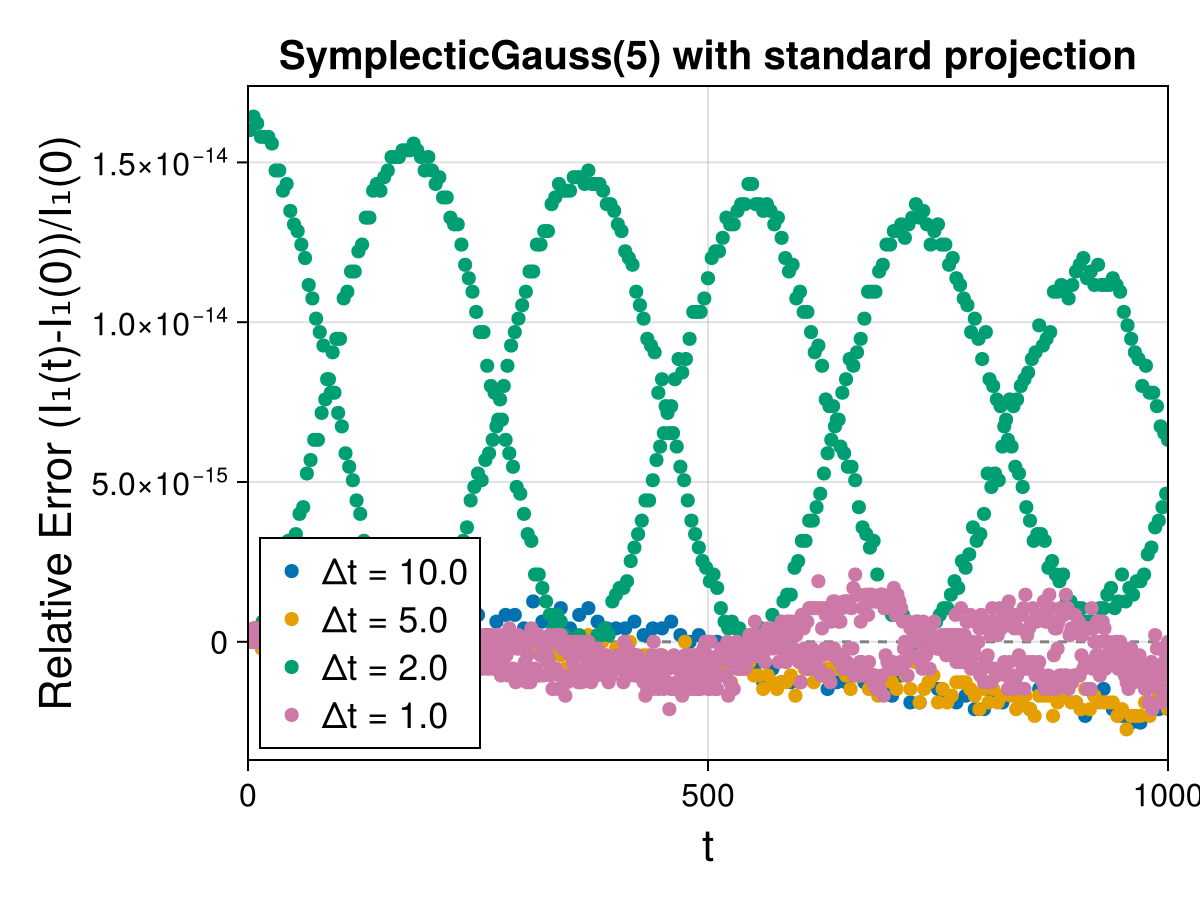 SymplecticGauss(5) with standard projection
Relative Error (I₁(t)-I₁(0))/I₁(0)
1.5×10⁻¹⁴
1.0×10⁻¹⁴
5.0×10⁻¹⁵
0
Δt = 10.0
Δt = 5.0
Δt = 2.0
Δt = 1.0
0
500
1000
t